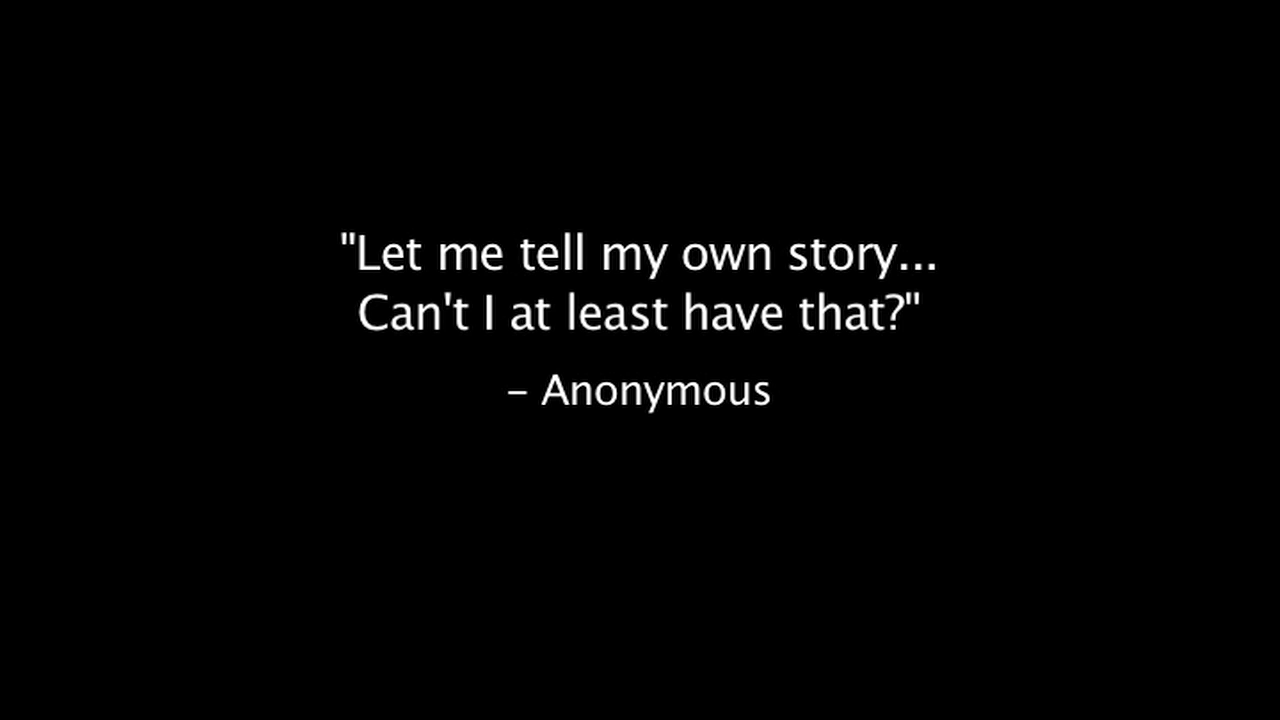 "Let me tell my own story...
Can't I at least have that?"
– Anonymous